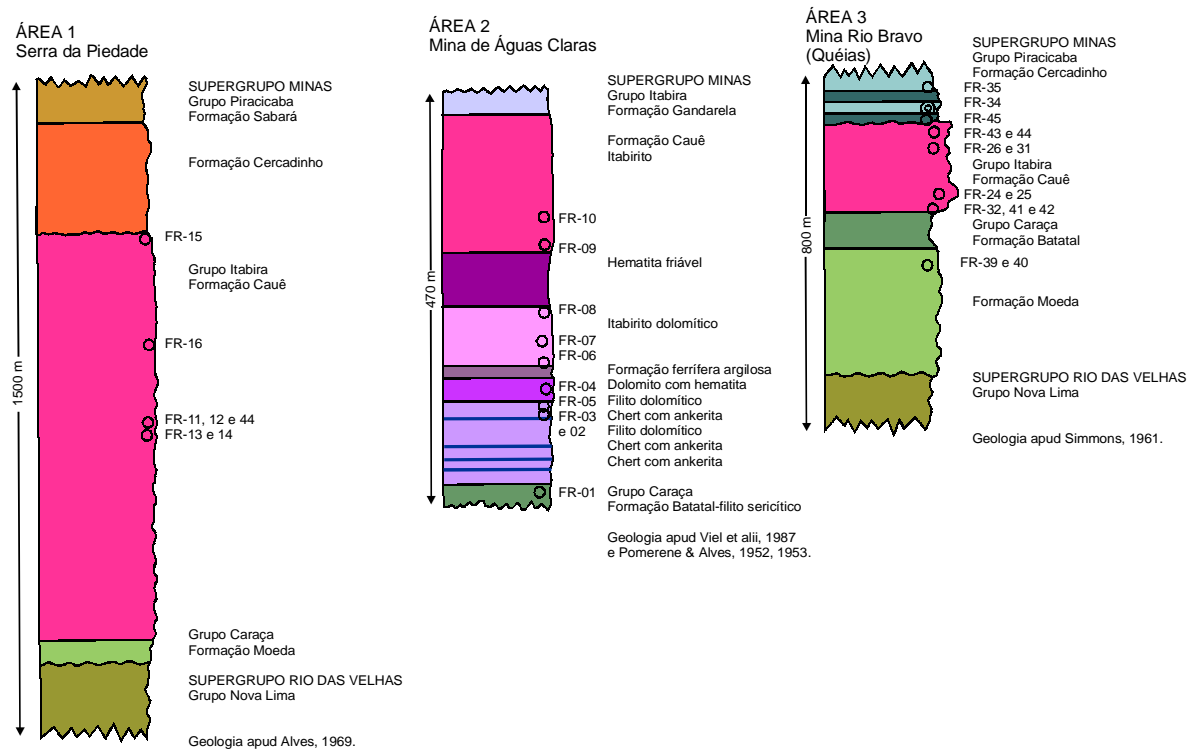 ÁREA 1
Serra da Piedade
SUPERGRUPO MINAS
Grupo Piracicaba
Formação Sabará
Formação Cercadinho
FR-15
Grupo Itabira
Formação Cauê
FR-16
1500 m
FR-11, 12 e 44
FR-13 e 14
Grupo Caraça
Formação Moeda
SUPERGRUPO RIO DAS VELHAS
Grupo Nova Lima
Geologia apud Alves, 1969.
ÁREA 2
Mina de Águas Claras
SUPERGRUPO MINAS
Grupo Itabira
Formação Gandarela
Formação Cauê
Itabirito
FR-10
FR-09
Hematita friável
470 m
FR-08
Itabirito dolomítico
FR-07
FR-06
Formação ferrífera argilosa
FR-04 Dolomito com hematita
FR-05 Filito dolomítico
FR-03 Chert com ankerita
e 02 Filito dolomítico
Chert com ankerita
Chert com ankerita
FR-01 Grupo Caraça
Formação Batatal-filito sericítico
Geologia apud Viel et alii, 1987
e Pomerene & Alves, 1952, 1953.
ÁREA 3
Mina Rio Bravo
(Quéias)
SUPERGRUPO MINAS
Grupo Piracicaba
Formação Cercadinho
FR-35
FR-34
FR-45
FR-43 e 44
FR-26 e 31
Grupo Itabira
Formação Cauê
FR-24 e 25
FR-32, 41 e 42
Grupo Caraça
Formação Batatal
800 m
FR-39 e 40
Formação Moeda
SUPERGRUPO RIO DAS VELHAS
Grupo Nova Lima
Geologia apud Simmons, 1961.